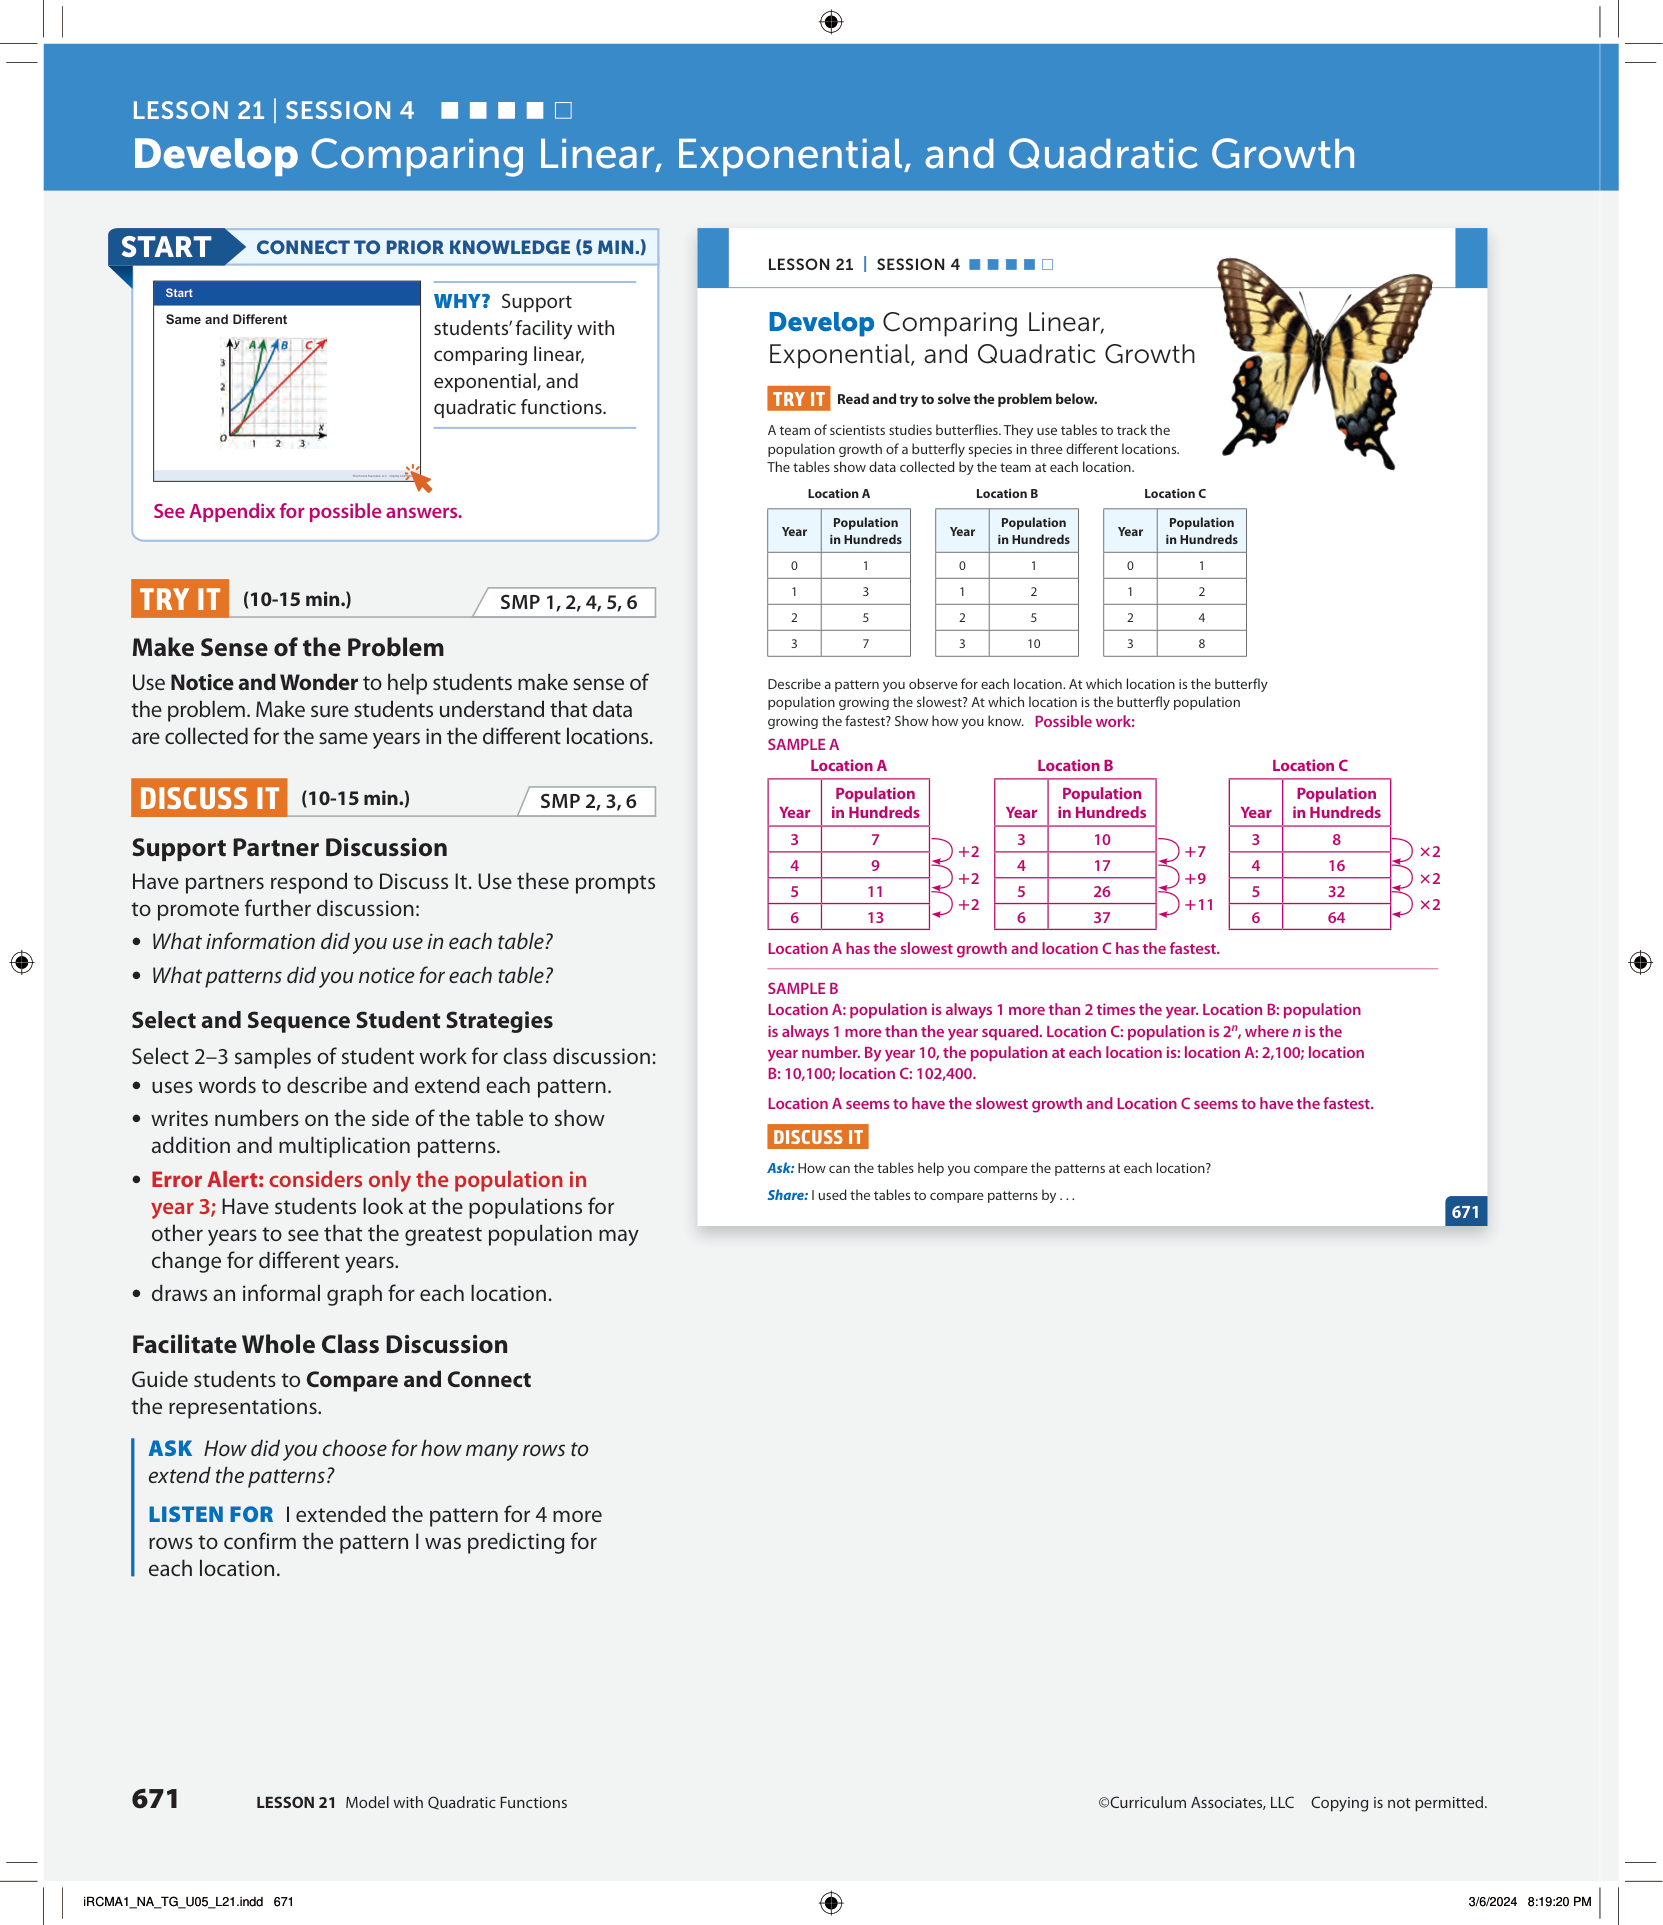 LESSON 21 | SESSION 4
Develop Comparing Linear, Exponential, and Quadratic Growth
START CONNECT TO PRIOR KNOWLEDGE (5 MIN.)
Start
Same and Different
y A B C
3
2
1
O 1 2 3 x
WHY? Support
students’ facility with
comparing linear,
exponential, and
quadratic functions.
See Appendix for possible answers.
TRY IT (10-15 min.) SMP 1, 2, 4, 5, 6
Make Sense of the Problem
Use Notice and Wonder to help students make sense of
the problem. Make sure students understand that data
are collected for the same years in the different locations.
DISCUSS IT (10-15 min.) SMP 2, 3, 6
Support Partner Discussion
Have partners respond to Discuss It. Use these prompts
to promote further discussion:
• What information did you use in each table?
• What patterns did you notice for each table?
Select and Sequence Student Strategies
Select 2–3 samples of student work for class discussion:
• uses words to describe and extend each pattern.
• writes numbers on the side of the table to show
addition and multiplication patterns.
• Error Alert: considers only the population in
year 3; Have students look at the populations for
other years to see that the greatest population may
change for different years.
• draws an informal graph for each location.
Facilitate Whole Class Discussion
Guide students to Compare and Connect
the representations.
ASK How did you choose for how many rows to
extend the patterns?
LISTEN FOR I extended the pattern for 4 more
rows to confirm the pattern I was predicting for
each location.
LESSON 21 | SESSION 4
Develop Comparing Linear,
Exponential, and Quadratic Growth
TRY IT Read and try to solve the problem below.
A team of scientists studies butterflies. They use tables to track the
population growth of a butterfly species in three different locations.
The tables show data collected by the team at each location.
Location A Location B Location C
Year Population in Hundreds Year Population in Hundreds Year Population in Hundreds
0 1 0 1 0 1
1 3 1 2 1 2
2 5 2 5 2 4
3 7 3 10 3 8
Describe a pattern you observe for each location. At which location is the butterfly
population growing the slowest? At which location is the butterfly population
growing the fastest? Show how you know. Possible work:
SAMPLE A
Location A Location B Location C
Year Population in Hundreds Year Population in Hundreds Year Population in Hundreds
3 7 3 10 3 8
+2 +7 ×2
4 9 4 17 4 16
+2 +9 ×2
5 11 5 26 5 32
+2 +11 ×2
6 13 6 37 6 64
Location A has the slowest growth and location C has the fastest.
SAMPLE B
Location A: population is always 1 more than 2 times the year. Location B: population
is always 1 more than the year squared. Location C: population is 2ⁿ, where n is the
year number. By year 10, the population at each location is: location A: 2,100; location
B: 10,100; location C: 102,400.
Location A seems to have the slowest growth and Location C seems to have the fastest.
DISCUSS IT
Ask: How can the tables help you compare the patterns at each location?
Share: I used the tables to compare patterns by . . .
671
671 LESSON 21 Model with Quadratic Functions ©Curriculum Associates, LLC Copying is not permitted.
iRCMA1_NA_TG_U05_L21.indd 671 3/6/2024 8:19:20 PM